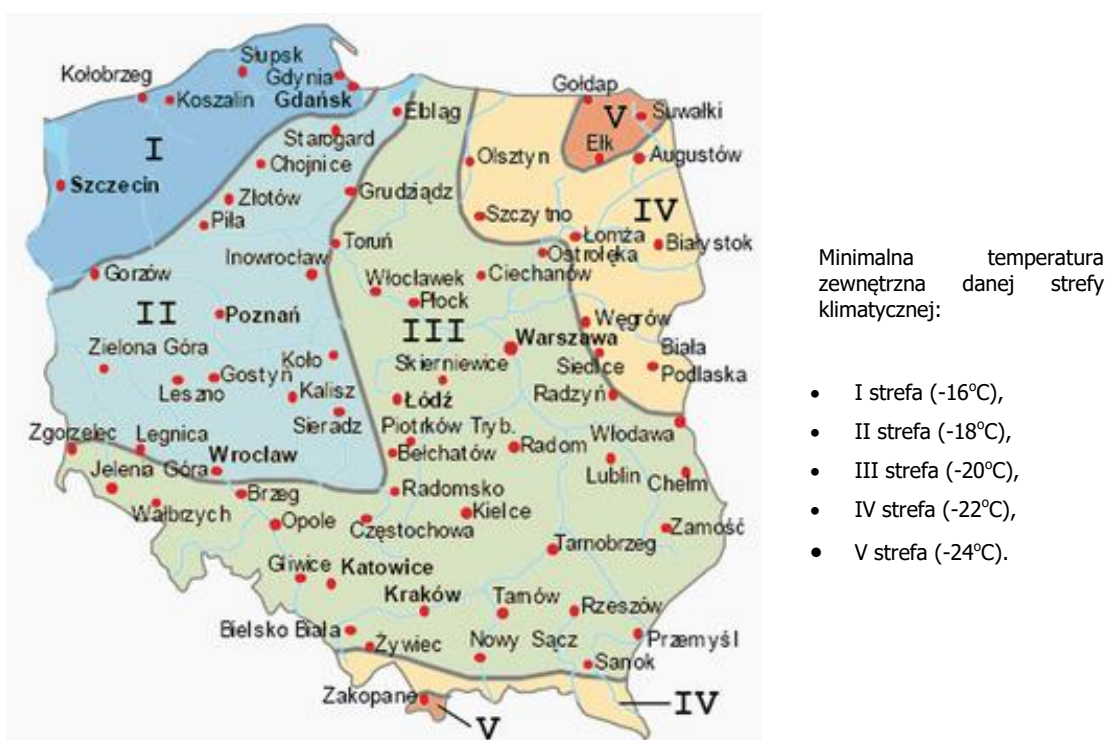 Słupsk
Kołobrzeg
Gdynia
Koszalin
Gdańsk
Elbląg
Gołdap
V
Suwałki
Starogard
Ełk
I
Chojnice
Olsztyn
Augustów
Szczecin
Złotów
Grudziądz
Szczytno
IV
Piła
Toruń
Łomża
Białystok
Inowrocław
Ostrołęka
Gorzów
Włocławek
Ciechanów
Płock
II
Poznań
III
Węgrów
Warszawa
Zielona Góra
Koło
Skierniewice
Siedlce
Biała
Podlaska
Gostyń
Leszno
Kalisz
Łódź
Radzyń
Sieradz
Piotrków Tryb.
Włodawa
Zgorzelec
Legnica
Wrocław
Bełchatów
Radom
Jelenia Góra
Lublin
Chełm
Brzeg
Radomsko
Wałbrzych
Opole
Częstochowa
Kielce
Zamość
Tarnobrzeg
Gliwice
Katowice
Kraków
Tarnów
Rzeszów
Bielsko Biała
Żywiec
Nowy Sącz
Przemyśl
Sanok
Zakopane
V
IV
Minimalna temperatura
zewnętrzna danej strefy
klimatycznej:
• I strefa (-16°C),
• II strefa (-18°C),
• III strefa (-20°C),
• IV strefa (-22°C),
• V strefa (-24°C).